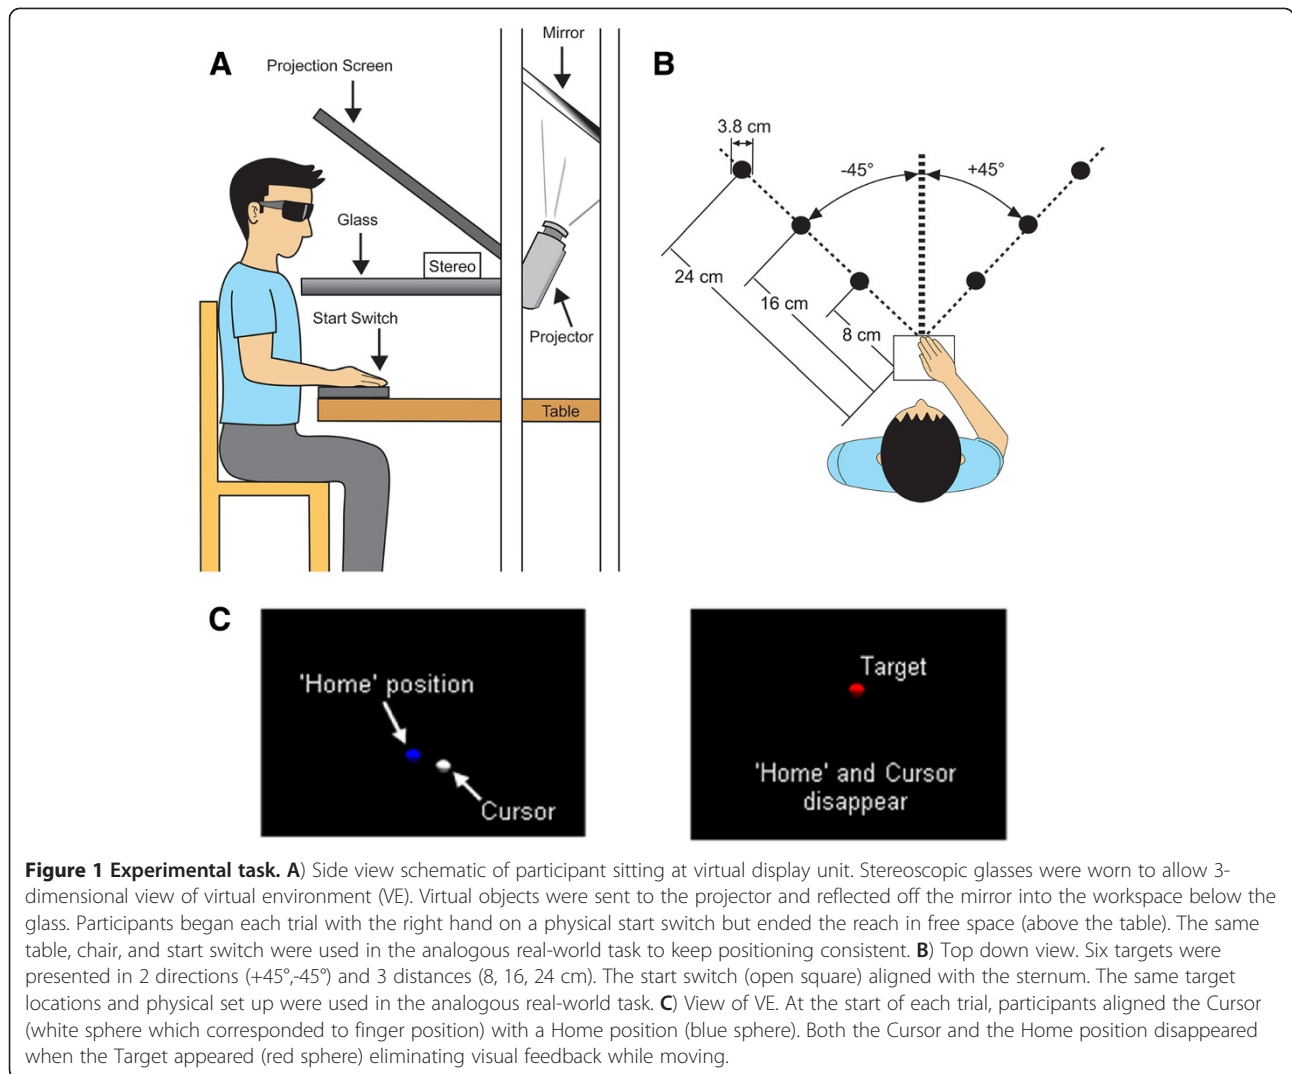 A
Projection Screen
Mirror
Glass
Stereo
Start Switch
Projector
Table
B
3.8 cm
-45°
+45°
24 cm
16 cm
8 cm
C
'Home' position
Cursor
Target
'Home' and Cursor
disappear
Figure 1 Experimental task. A) Side view schematic of participant sitting at virtual display unit. Stereoscopic glasses were worn to allow 3-
dimensional view of virtual environment (VE). Virtual objects were sent to the projector and reflected off the mirror into the workspace below the
glass. Participants began each trial with the right hand on a physical start switch but ended the reach in free space (above the table). The same
table, chair, and start switch were used in the analogous real-world task to keep positioning consistent. B) Top down view. Six targets were
presented in 2 directions (+45°,-45°) and 3 distances (8, 16, 24 cm). The start switch (open square) aligned with the sternum. The same target
locations and physical set up were used in the analogous real-world task. C) View of VE. At the start of each trial, participants aligned the Cursor
(white sphere which corresponded to finger position) with a Home position (blue sphere). Both the Cursor and the Home position disappeared
when the Target appeared (red sphere) eliminating visual feedback while moving.